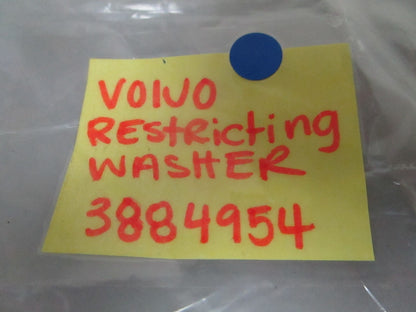 VOlVO
REStRicting
WASHER
3884954